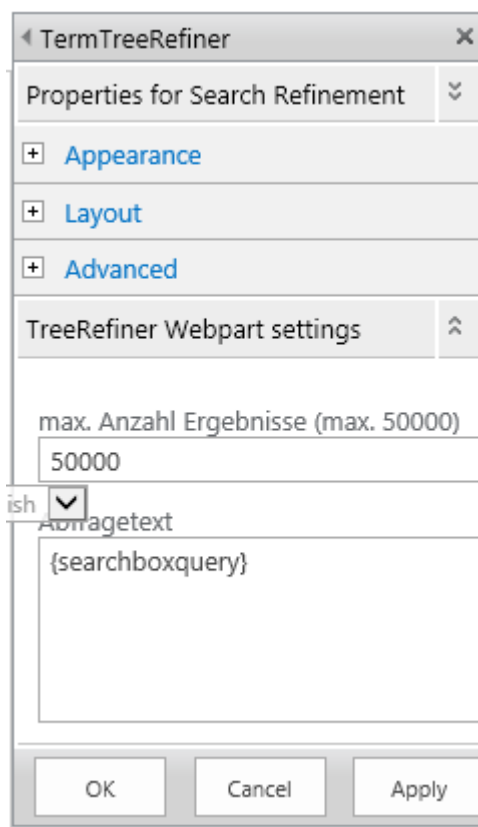 TermTreeRefiner
Properties for Search Refinement
Appearance
Layout
Advanced
TreeRefiner Webpart settings
max. Anzahl Ergebnisse (max. 50000)
50000
ish
Abfragetext
{searchboxquery}
OK Cancel Apply